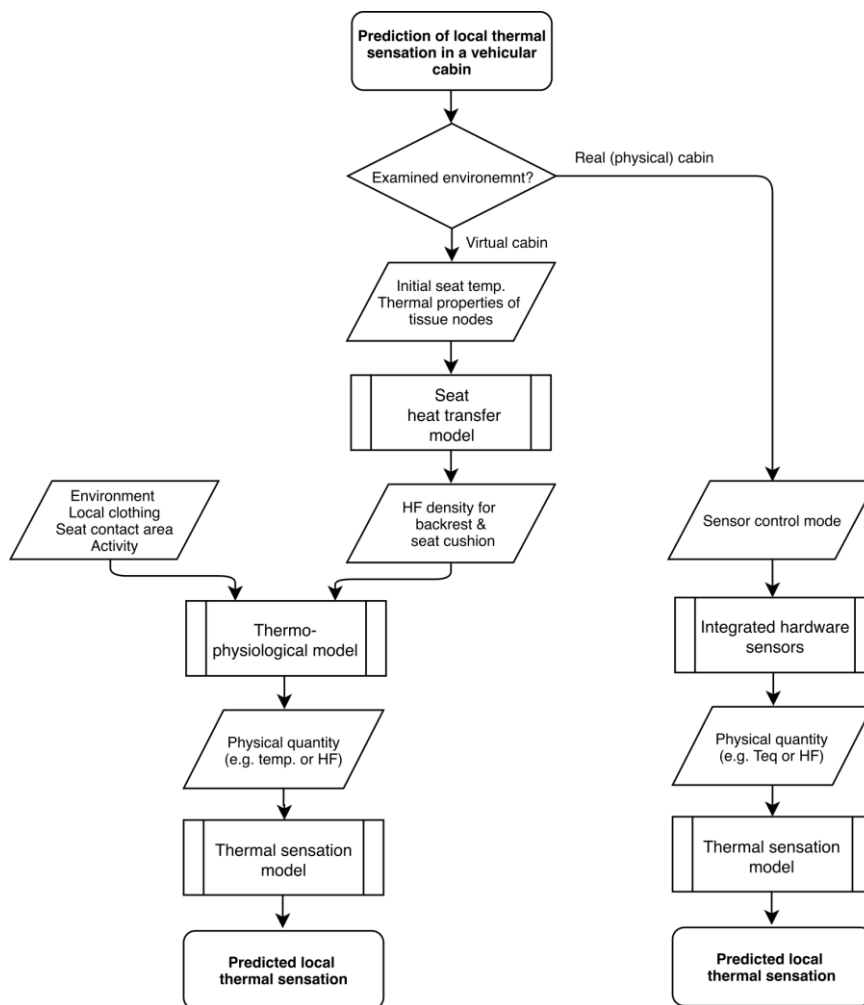 Prediction of local thermal
sensation in a vehicular
cabin
Examined environemnt?
Real (physical) cabin
Virtual cabin
Initial seat temp.
Thermal properties of
tissue nodes
Seat
heat transfer
model
Environment
Local clothing
Seat contact area
Activity
HF density for
backrest &
seat cushion
Sensor control mode
Thermo-
physiological model
Integrated hardware
sensors
Physical quantity
(e.g. temp. or HF)
Physical quantity
(e.g. Teq or HF)
Thermal sensation
model
Thermal sensation
model
Predicted local
thermal sensation
Predicted local
thermal sensation